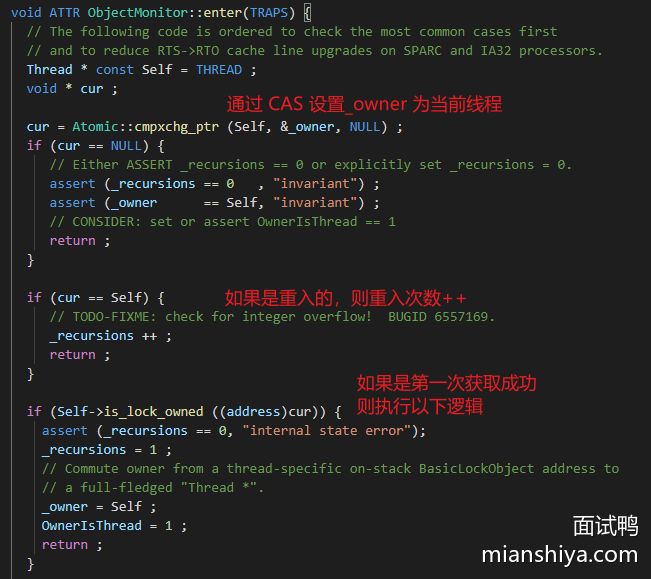 void ATTR ObjectMonitor::enter(TRAPS) {
// The following code is ordered to check the most common cases first
// and to reduce RTS->RTO cache line upgrades on SPARC and IA32 processors.
Thread * const Self = THREAD ;
void * cur ;
通过 CAS 设置_owner 为当前线程
cur = Atomic::cmpxchg_ptr (Self, &_owner, NULL) ;
if (cur == NULL) {
// Either ASSERT _recursions == 0 or explicitly set _recursions = 0.
assert (_recursions == 0   , "invariant") ;
assert (_owner      == Self, "invariant") ;
// CONSIDER: set or assert OwnerIsThread == 1
return ;
}
if (cur == Self) { 如果是重入的，则重入次数++
// TODO-FIXME: check for integer overflow!  BUGID 6557169.
_recursions ++ ;
return ;
}
如果是第一次获取成功
则执行以下逻辑
if (Self->is_lock_owned ((address)cur)) {
assert (_recursions == 0, "internal state error");
_recursions = 1 ;
// Commute owner from a thread-specific on-stack BasicLockObject address to
// a full-fledged "Thread *".
_owner = Self ;
OwnerIsThread = 1 ;
return ;
}
面试鸭
mianshiya.com